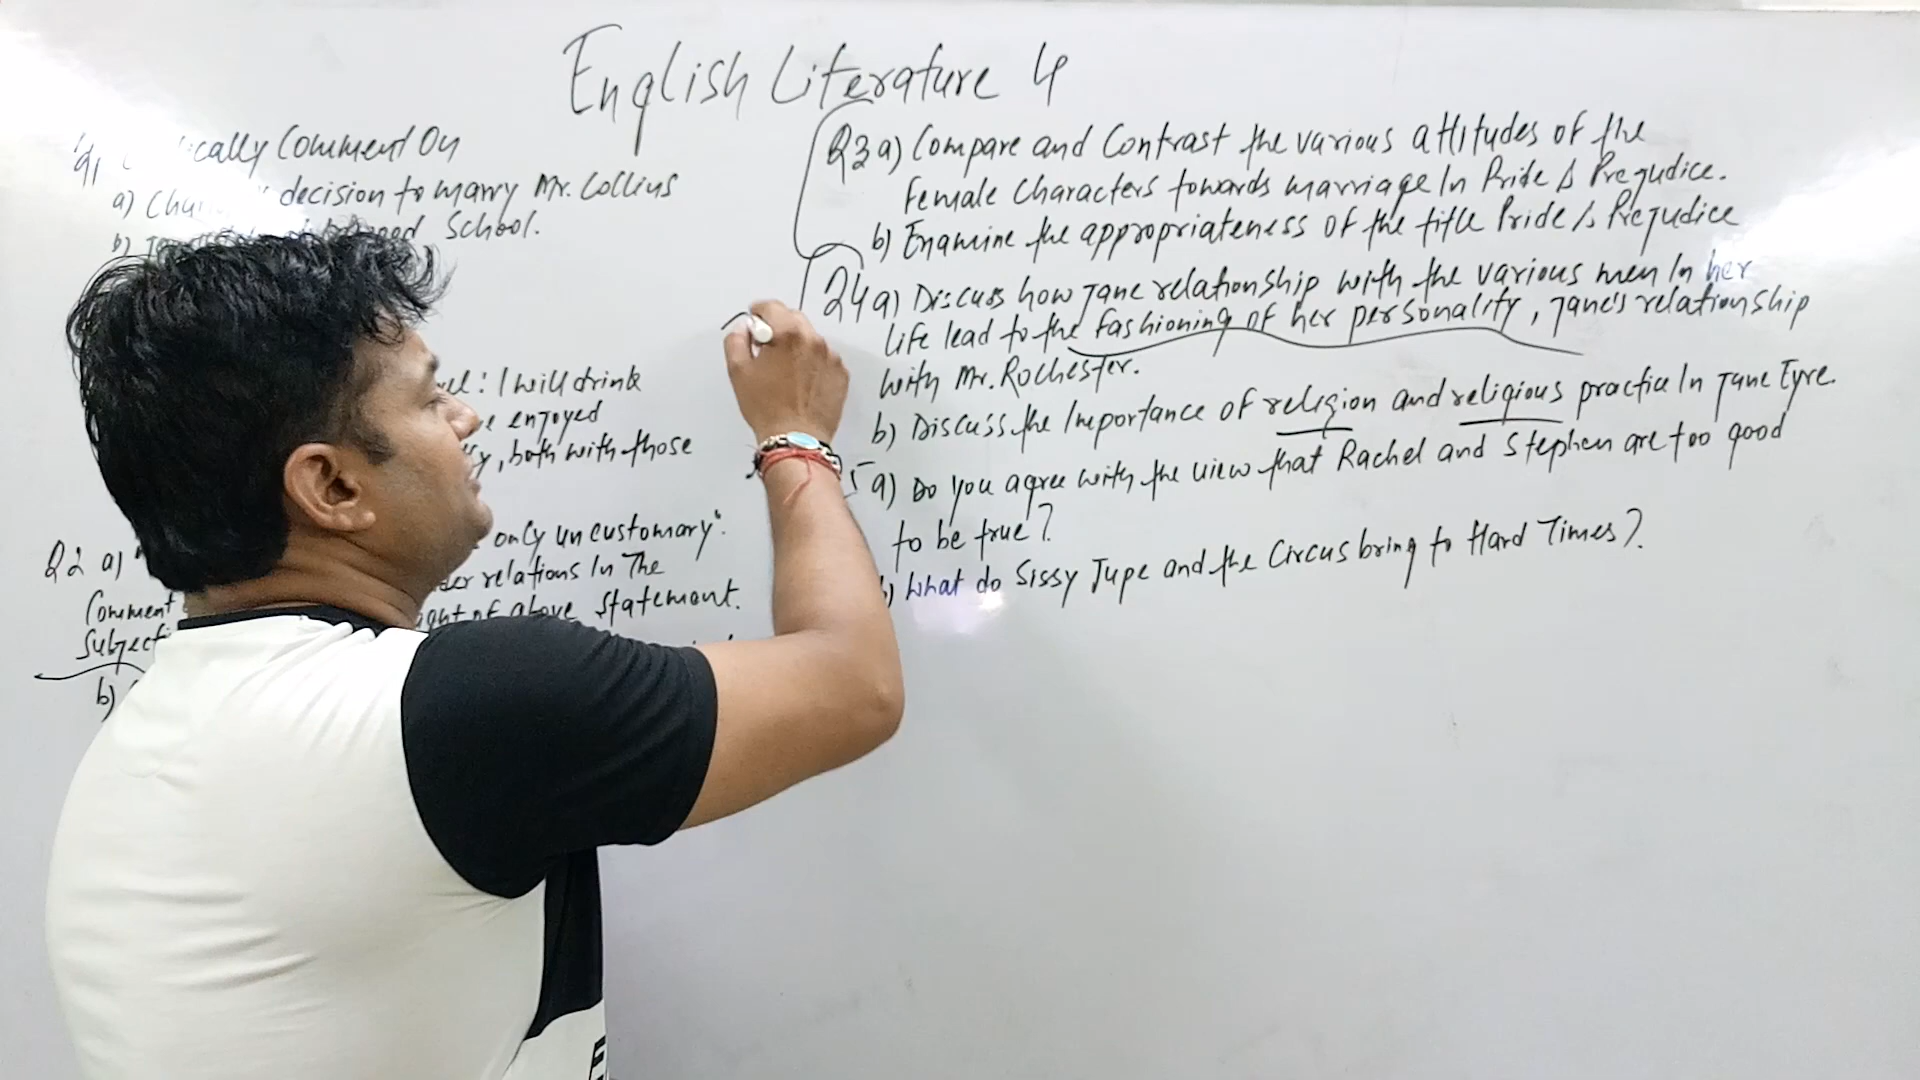 English Literature 4
Q1 Comment On
a) decision to marry Mr. Collins
b) School.
: I will drink
enjoyed
, both with those
Q2 a) only uncustomary".
relations In The
Comment of above statement.
b)
Q3 a) Compare and Contrast the various attitudes of the
Female Characters towards marriage In Pride & Prejudice.
b) Examine the appropriateness of the title Pride & Prejudice
Q4 a) Discuss how Jane relationship with the various men In her
life lead to the fashioning of her personality, Jane's relationship
with Mr. Rochester.
b) Discuss the Importance of religion and religious practice In Jane Eyre.
5 a) Do you agree with the view that Rachel and Stephen are too good
to be true?
) What do Sissy Jupe and the Circus bring to Hard Times?